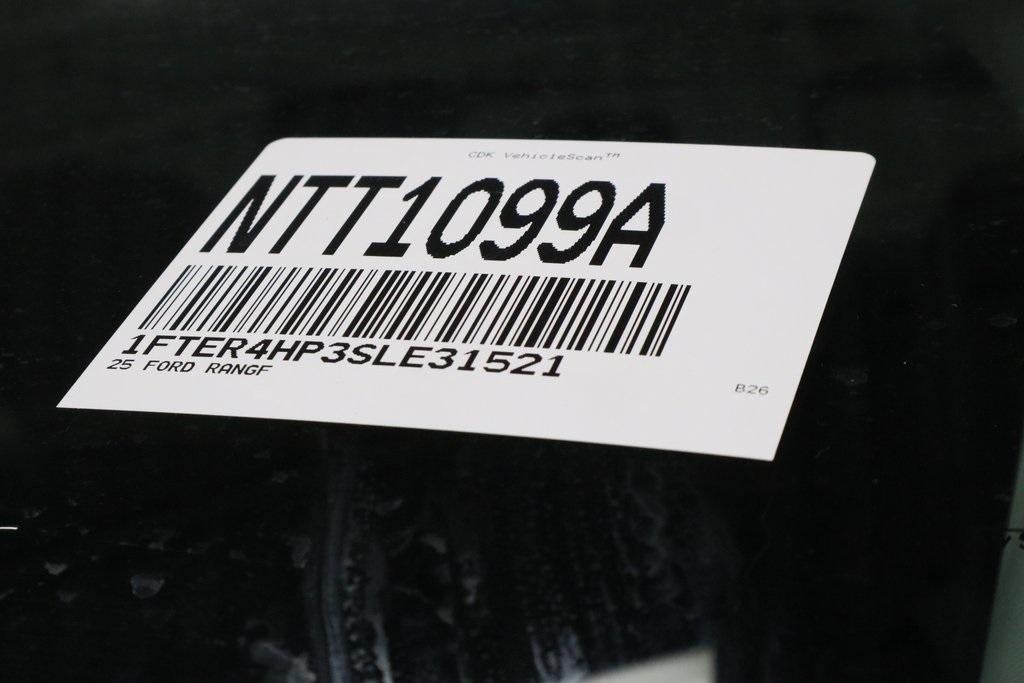 CDK VehicleScan™
NTT1099A
1FTER4HP3SLE31521
25 FORD RANGF
B26